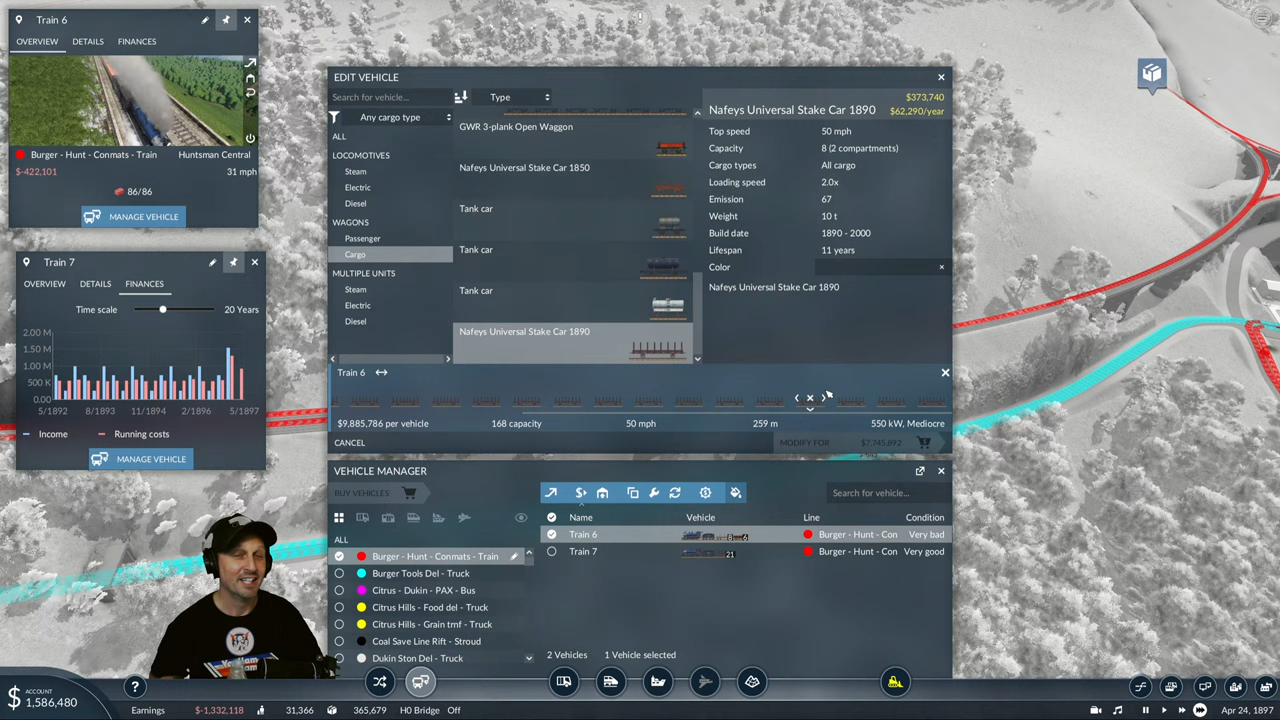 Train 6
OVERVIEW DETAILS FINANCES
Burger - Hunt - Conmats - Train Huntsman Central
$-422,101 31 mph
86/86
MANAGE VEHICLE
Train 7
OVERVIEW DETAILS FINANCES
Time scale 20 Years
2.00 M
1.50 M
1.00 M
500 K
0.00
5/1892 8/1893 11/1894 2/1896 5/1897
Income Running costs
MANAGE VEHICLE
EDIT VEHICLE
Search for vehicle... Type
Any cargo type
ALL
LOCOMOTIVES
Steam
Electric
Diesel
WAGONS
Passenger
Cargo
MULTIPLE UNITS
Steam
Electric
Diesel
GWR 3-plank Open Waggon
Nafeys Universal Stake Car 1850
Tank car
Tank car
Tank car
Nafeys Universal Stake Car 1890
$373,740
Nafeys Universal Stake Car 1890 $62,290/year
Top speed 50 mph
Capacity 8 (2 compartments)
Cargo types All cargo
Loading speed 2.0x
Emission 67
Weight 10 t
Build date 1890 - 2000
Lifespan 11 years
Color
Nafeys Universal Stake Car 1890
Train 6
$9,885,786 per vehicle 168 capacity 50 mph 259 m 550 kW, Mediocre
CANCEL MODIFY FOR $7,745,692
VEHICLE MANAGER
BUY VEHICLES Search for vehicle...
ALL
Burger - Hunt - Conmats - Train
Burger Tools Del - Truck
Citrus - Dukin - PAX - Bus
Citrus Hills - Food del - Truck
Citrus Hills - Grain tmf - Truck
Coal Save Line Rift - Stroud
Dukin Ston Del - Truck
Name Vehicle Line Condition
Train 6 8 6 Burger - Hunt - Con Very bad
Train 7 21 Burger - Hunt - Con Very good
2 Vehicles 1 Vehicle selected
$ ACCOUNT 1,586,480
?
Earnings $-1,332,118 31,366 365,679 H0 Bridge Off Apr 24, 1897